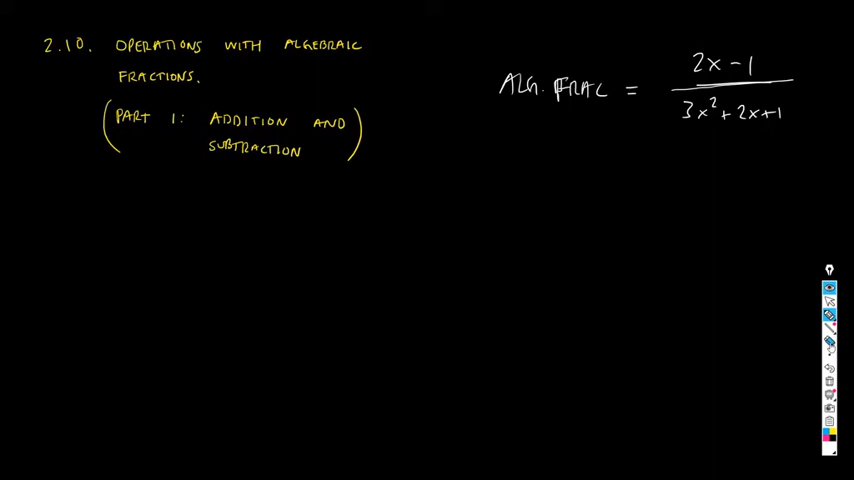 2.10. OPERATIONS WITH ALGEBRAIC
FRACTIONS.
(PART 1: ADDITION AND
SUBTRACTION)
ALG. FRAC = (2x - 1)/(3x² + 2x + 1)